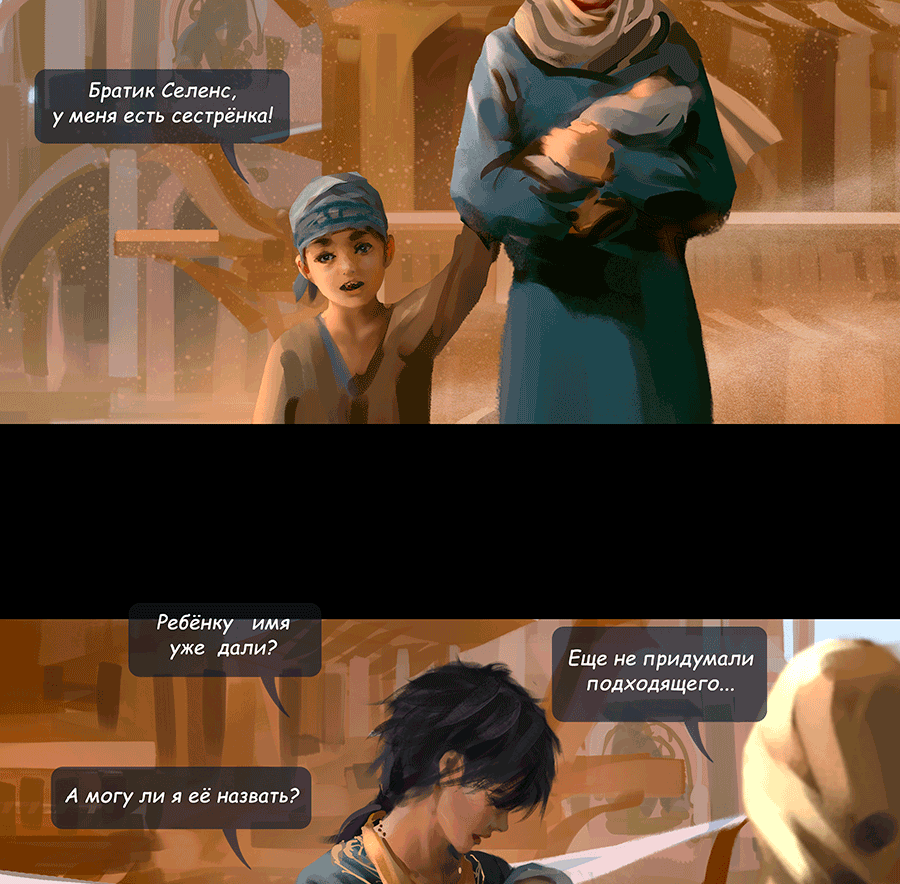 Братик Селенс,
у меня есть сестрёнка!
Ребёнку имя
уже дали?
Еще не придумали
подходящего...
А могу ли я её назвать?